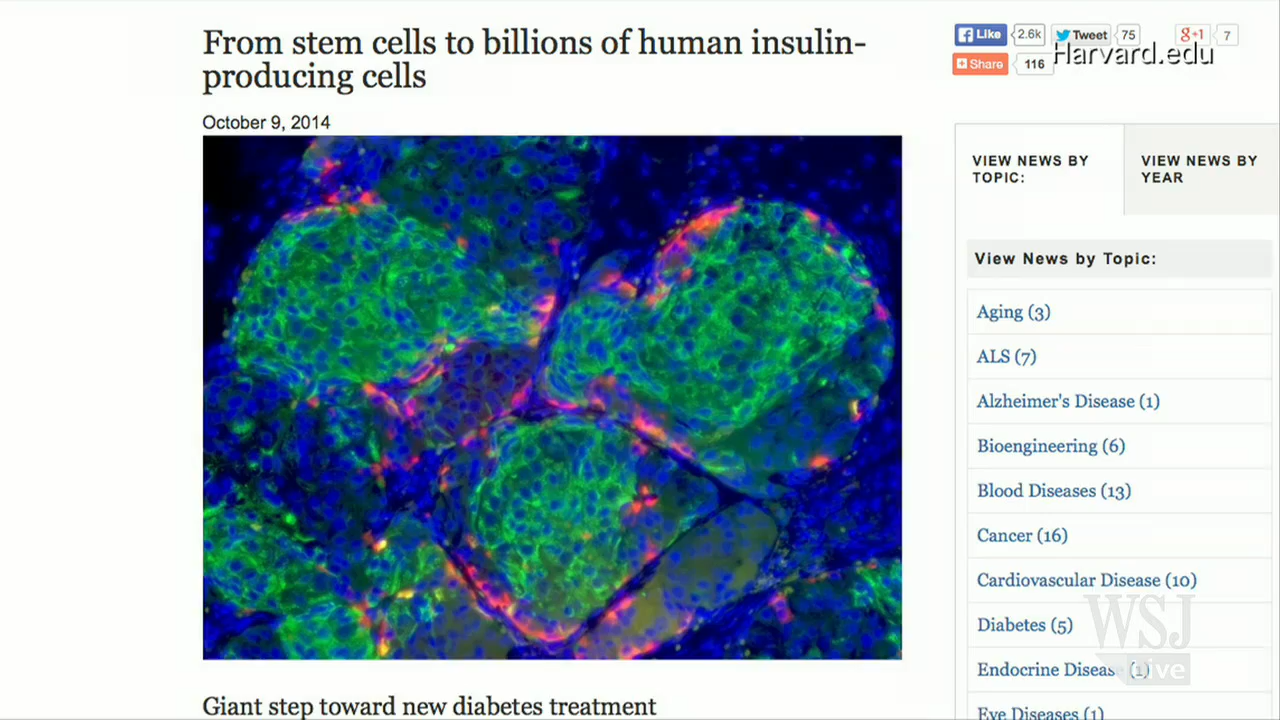 From stem cells to billions of human insulin-
producing cells
October 9, 2014
Like 2.6k Tweet 75 g+1 7
Share 116
Harvard.edu
VIEW NEWS BY
TOPIC:
VIEW NEWS BY
YEAR
View News by Topic:
Aging (3)
ALS (7)
Alzheimer's Disease (1)
Bioengineering (6)
Blood Diseases (13)
Cancer (16)
Cardiovascular Disease (10)
Diabetes (5)
Endocrine Disease (1)
Eye Diseases (1)
WSJ
live
Giant step toward new diabetes treatment